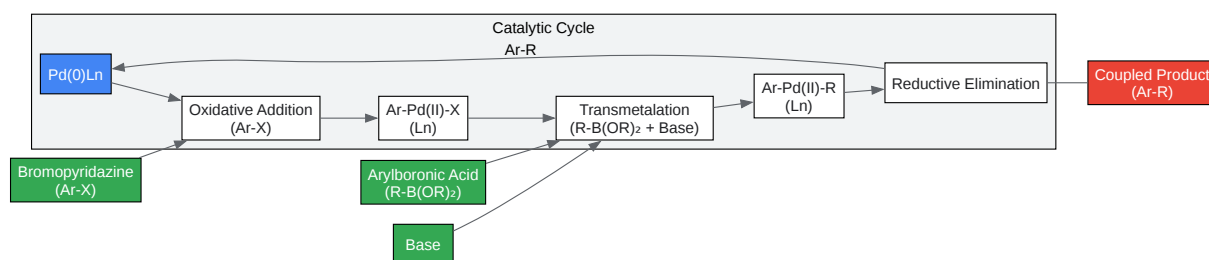 Catalytic Cycle
Ar-R
Pd(0)Ln
Oxidative Addition
(Ar-X)
Ar-Pd(II)-X
(Ln)
Transmetalation
(R-B(OR)₂ + Base)
Ar-Pd(II)-R
(Ln)
Reductive Elimination
Coupled Product
(Ar-R)
Bromopyridazine
(Ar-X)
Arylboronic Acid
(R-B(OR)₂)
Base